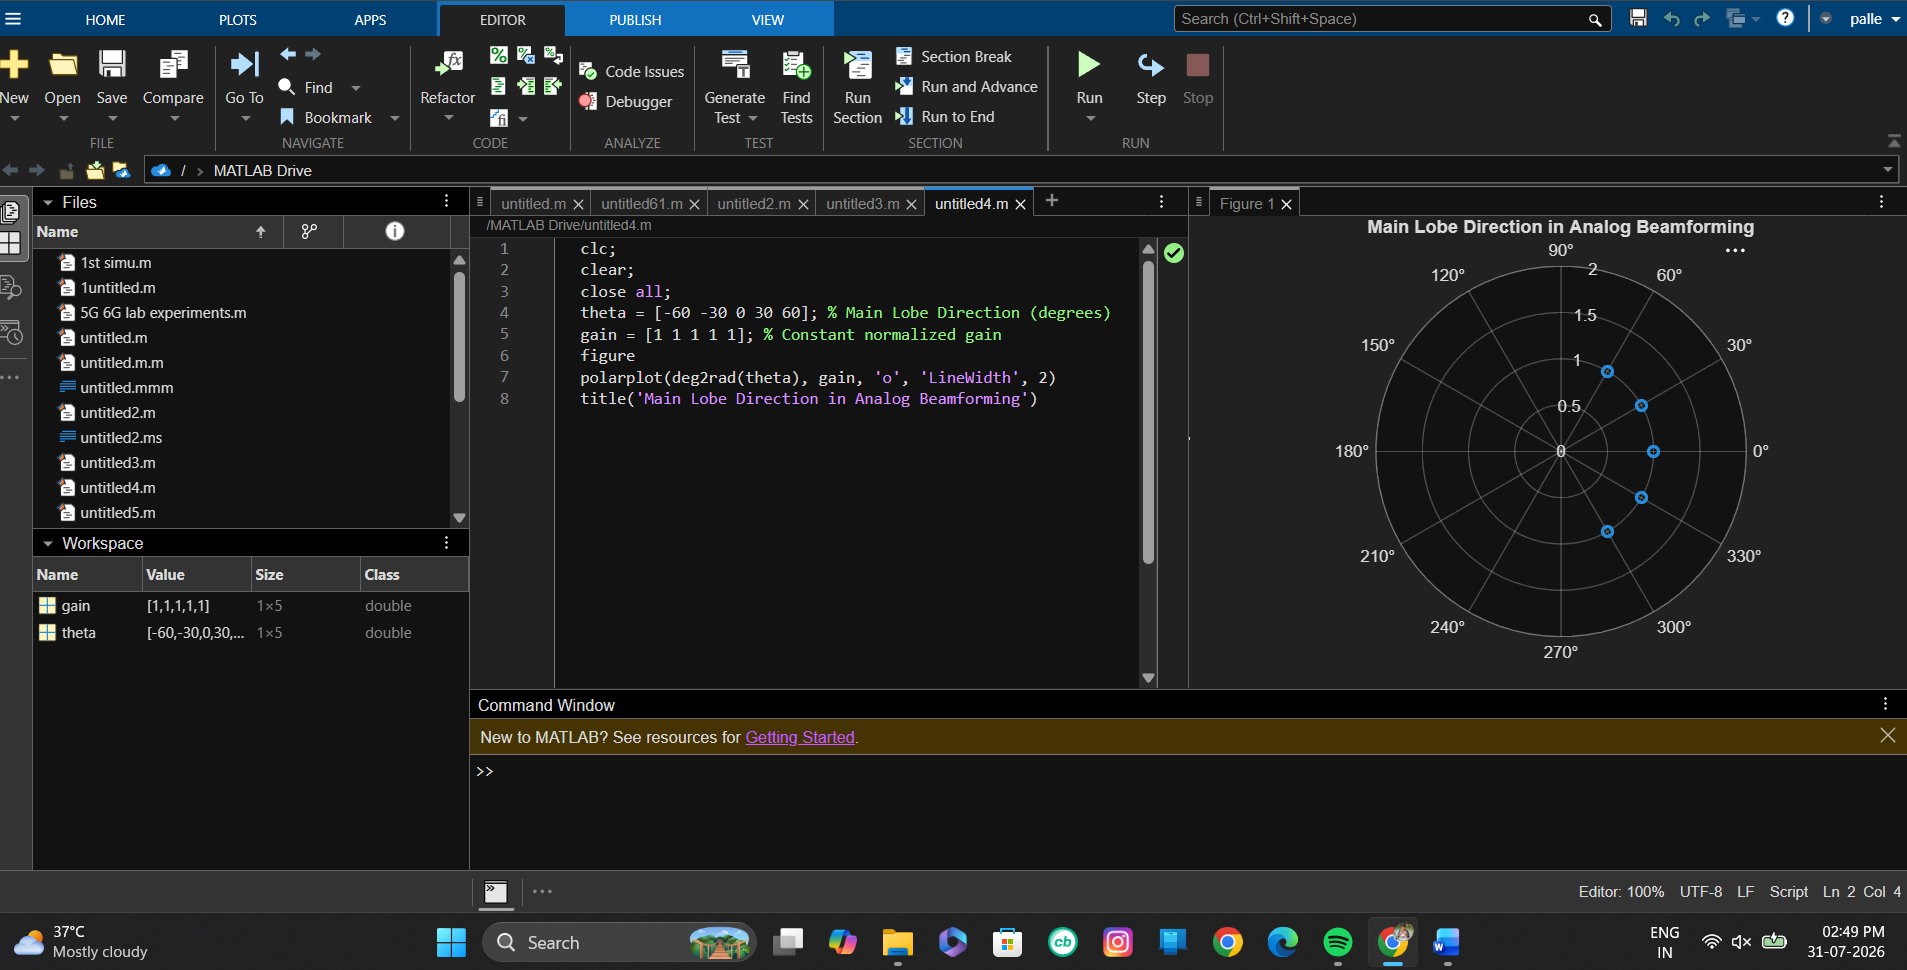 HOME PLOTS APPS EDITOR PUBLISH VIEW Search (Ctrl+Shift+Space) palle
New Open Save Compare
FILE
Go To Find Bookmark
NAVIGATE
Refactor
CODE
Code Issues
Debugger
ANALYZE
Generate Test Find Tests
TEST
Run Section
Section Break
Run and Advance
Run to End
SECTION
Run Step Stop
RUN
/ › MATLAB Drive
Files
Name
1st simu.m
1untitled.m
5G 6G lab experiments.m
untitled.m
untitled.m.m
untitled.mmm
untitled2.m
untitled2.ms
untitled3.m
untitled4.m
untitled5.m
Workspace
Name Value Size Class
gain [1,1,1,1,1] 1×5 double
theta [-60,-30,0,30,... 1×5 double
untitled.m untitled61.m untitled2.m untitled3.m untitled4.m
/MATLAB Drive/untitled4.m
1 clc;
2 clear;
3 close all;
4 theta = [-60 -30 0 30 60]; % Main Lobe Direction (degrees)
5 gain = [1 1 1 1 1]; % Constant normalized gain
6 figure
7 polarplot(deg2rad(theta), gain, 'o', 'LineWidth', 2)
8 title('Main Lobe Direction in Analog Beamforming')
Figure 1
Main Lobe Direction in Analog Beamforming
90°
120° 2 60°
1.5
150° 30°
1
0.5
180° 0 0°
210° 330°
240° 300°
270°
Command Window
New to MATLAB? See resources for Getting Started.
>>
Editor: 100% UTF-8 LF Script Ln 2 Col 4
37°C
Mostly cloudy
Search
ENG
IN
02:49 PM
31-07-2026